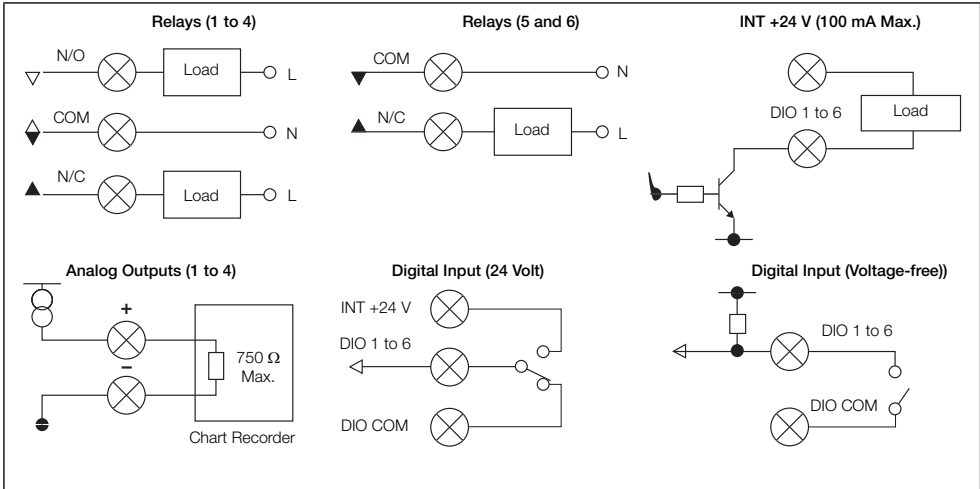 Relays (1 to 4)
N/O
Load
L
COM
N
N/C
Load
L
Relays (5 and 6)
COM
N
N/C
Load
L
INT +24 V (100 mA Max.)
DIO 1 to 6
Load
Analog Outputs (1 to 4)
+
–
750 Ω
Max.
Chart Recorder
Digital Input (24 Volt)
INT +24 V
DIO 1 to 6
DIO COM
Digital Input (Voltage-free))
DIO 1 to 6
DIO COM